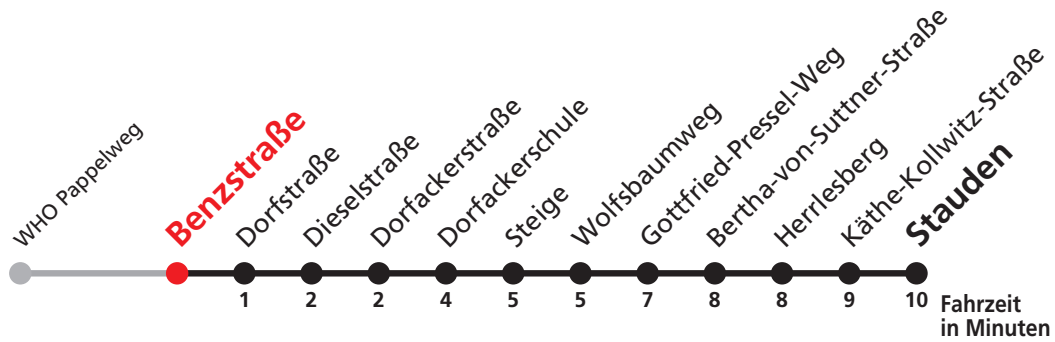 WHO Pappelweg
Benzstraße
Dorfstraße
Dieselstraße
Dorfackerstraße
Dorfackerschule
Steige
Wolfsbaumweg
Gottfried-Pressel-Weg
Bertha-von-Suttner-Straße
Herrlesberg
Käthe-Kollwitz-Straße
Stauden
1 2 2 4 5 5 7 8 8 9 10
Fahrzeit
in Minuten